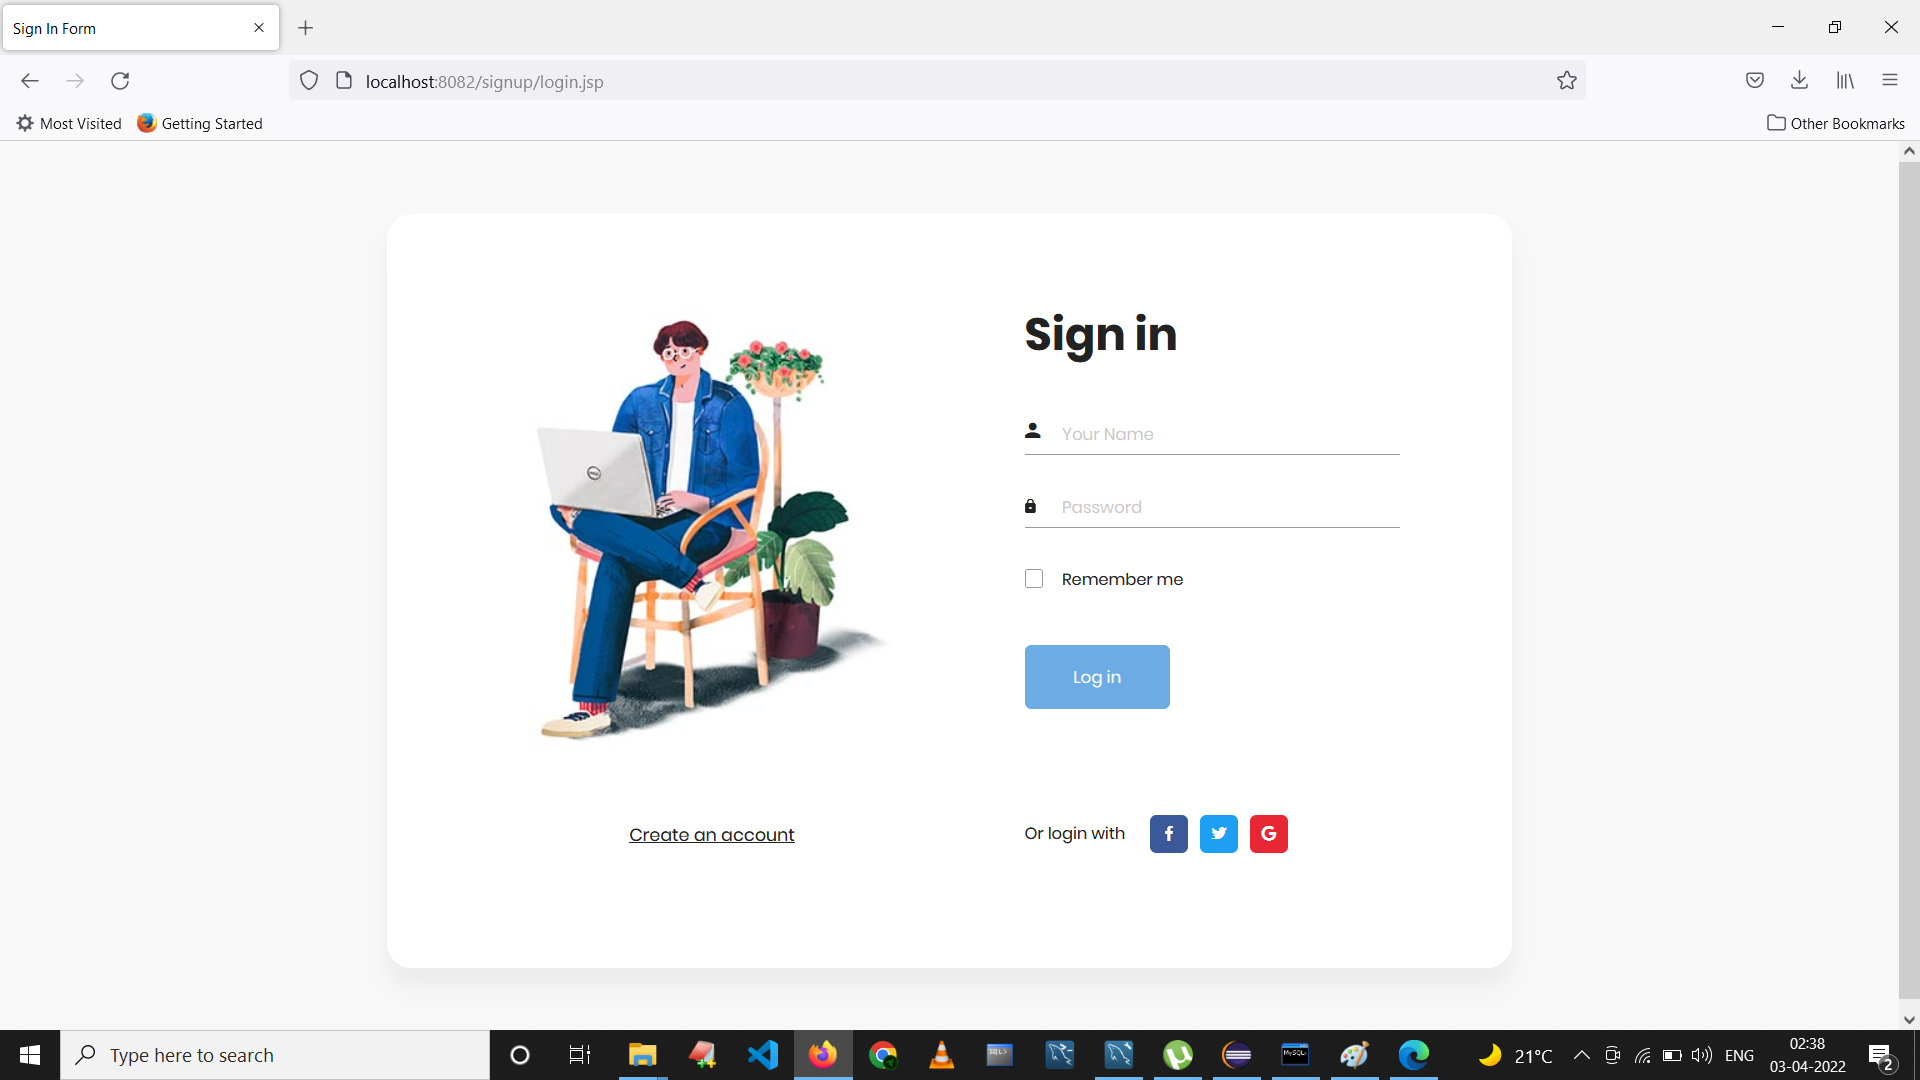 Sign In Form
localhost:8082/signup/login.jsp
Most Visited
Getting Started
Other Bookmarks
Sign in
Your Name
Password
Remember me
Log in
Create an account
Or login with
Type here to search
SQL>
MySQL
21°C
ENG
02:38
03-04-2022
2